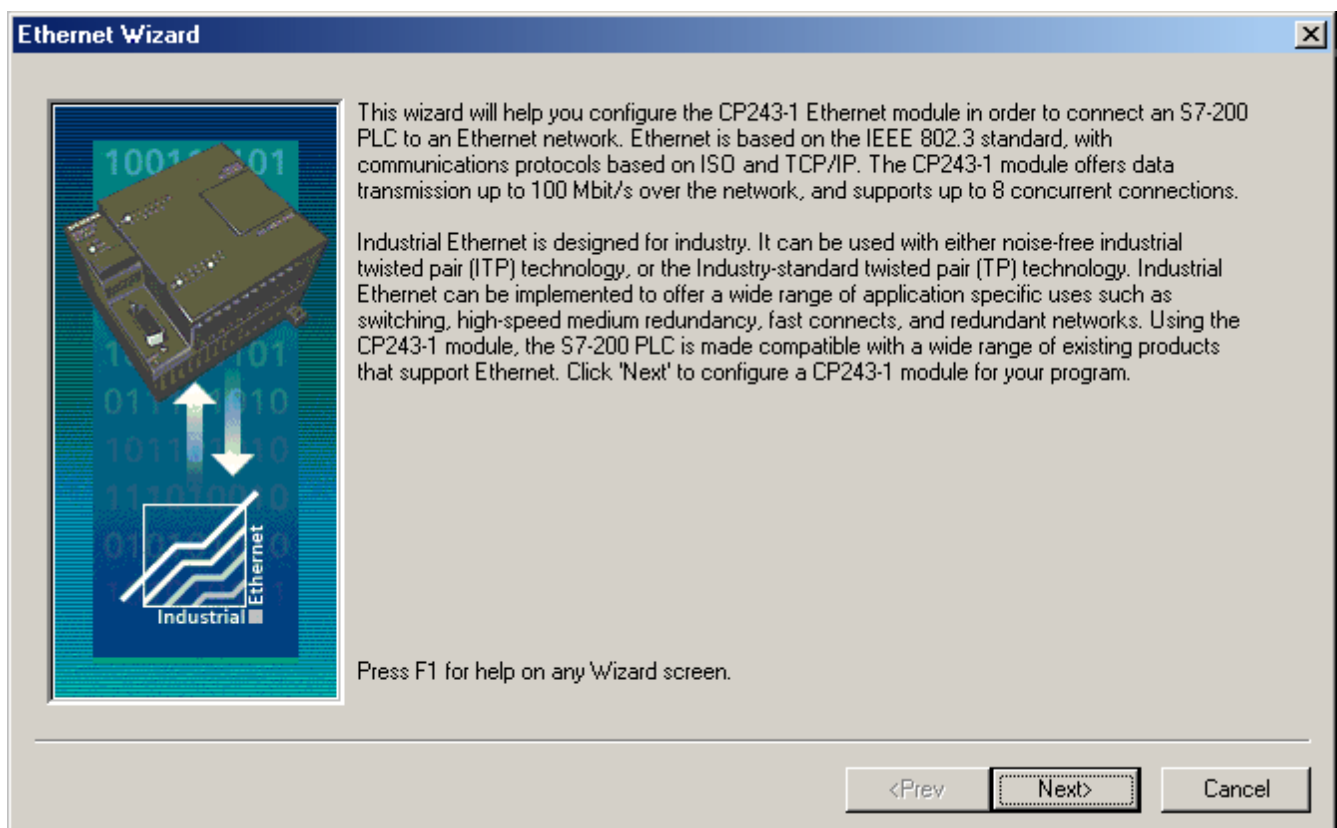 Ethernet Wizard
This wizard will help you configure the CP243-1 Ethernet module in order to connect an S7-200
PLC to an Ethernet network. Ethernet is based on the IEEE 802.3 standard, with
communications protocols based on ISO and TCP/IP. The CP243-1 module offers data
transmission up to 100 Mbit/s over the network, and supports up to 8 concurrent connections.
Industrial Ethernet is designed for industry. It can be used with either noise-free industrial
twisted pair (ITP) technology, or the Industry-standard twisted pair (TP) technology. Industrial
Ethernet can be implemented to offer a wide range of application specific uses such as
switching, high-speed medium redundancy, fast connects, and redundant networks. Using the
CP243-1 module, the S7-200 PLC is made compatible with a wide range of existing products
that support Ethernet. Click 'Next' to configure a CP243-1 module for your program.
Industrial
Ethernet
Press F1 for help on any Wizard screen.
<Prev
Next>
Cancel